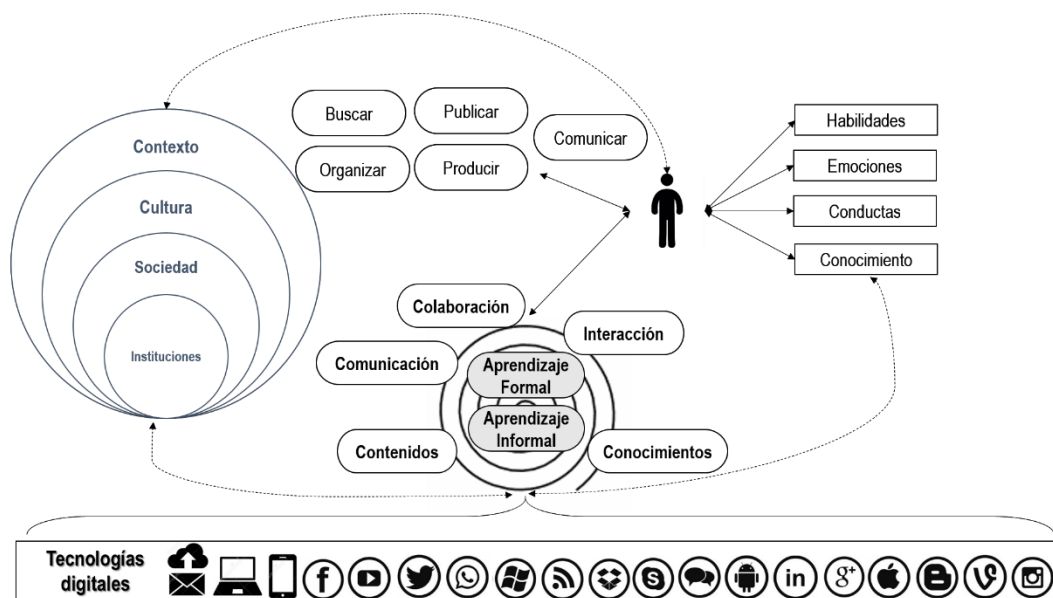 Contexto
Cultura
Sociedad
Instituciones
Buscar
Publicar
Comunicar
Organizar
Producir
Habilidades
Emociones
Conductas
Conocimiento
Colaboración
Interacción
Comunicación
Aprendizaje
Formal
Aprendizaje
Informal
Contenidos
Conocimientos
Tecnologías
digitales
f
in
g+